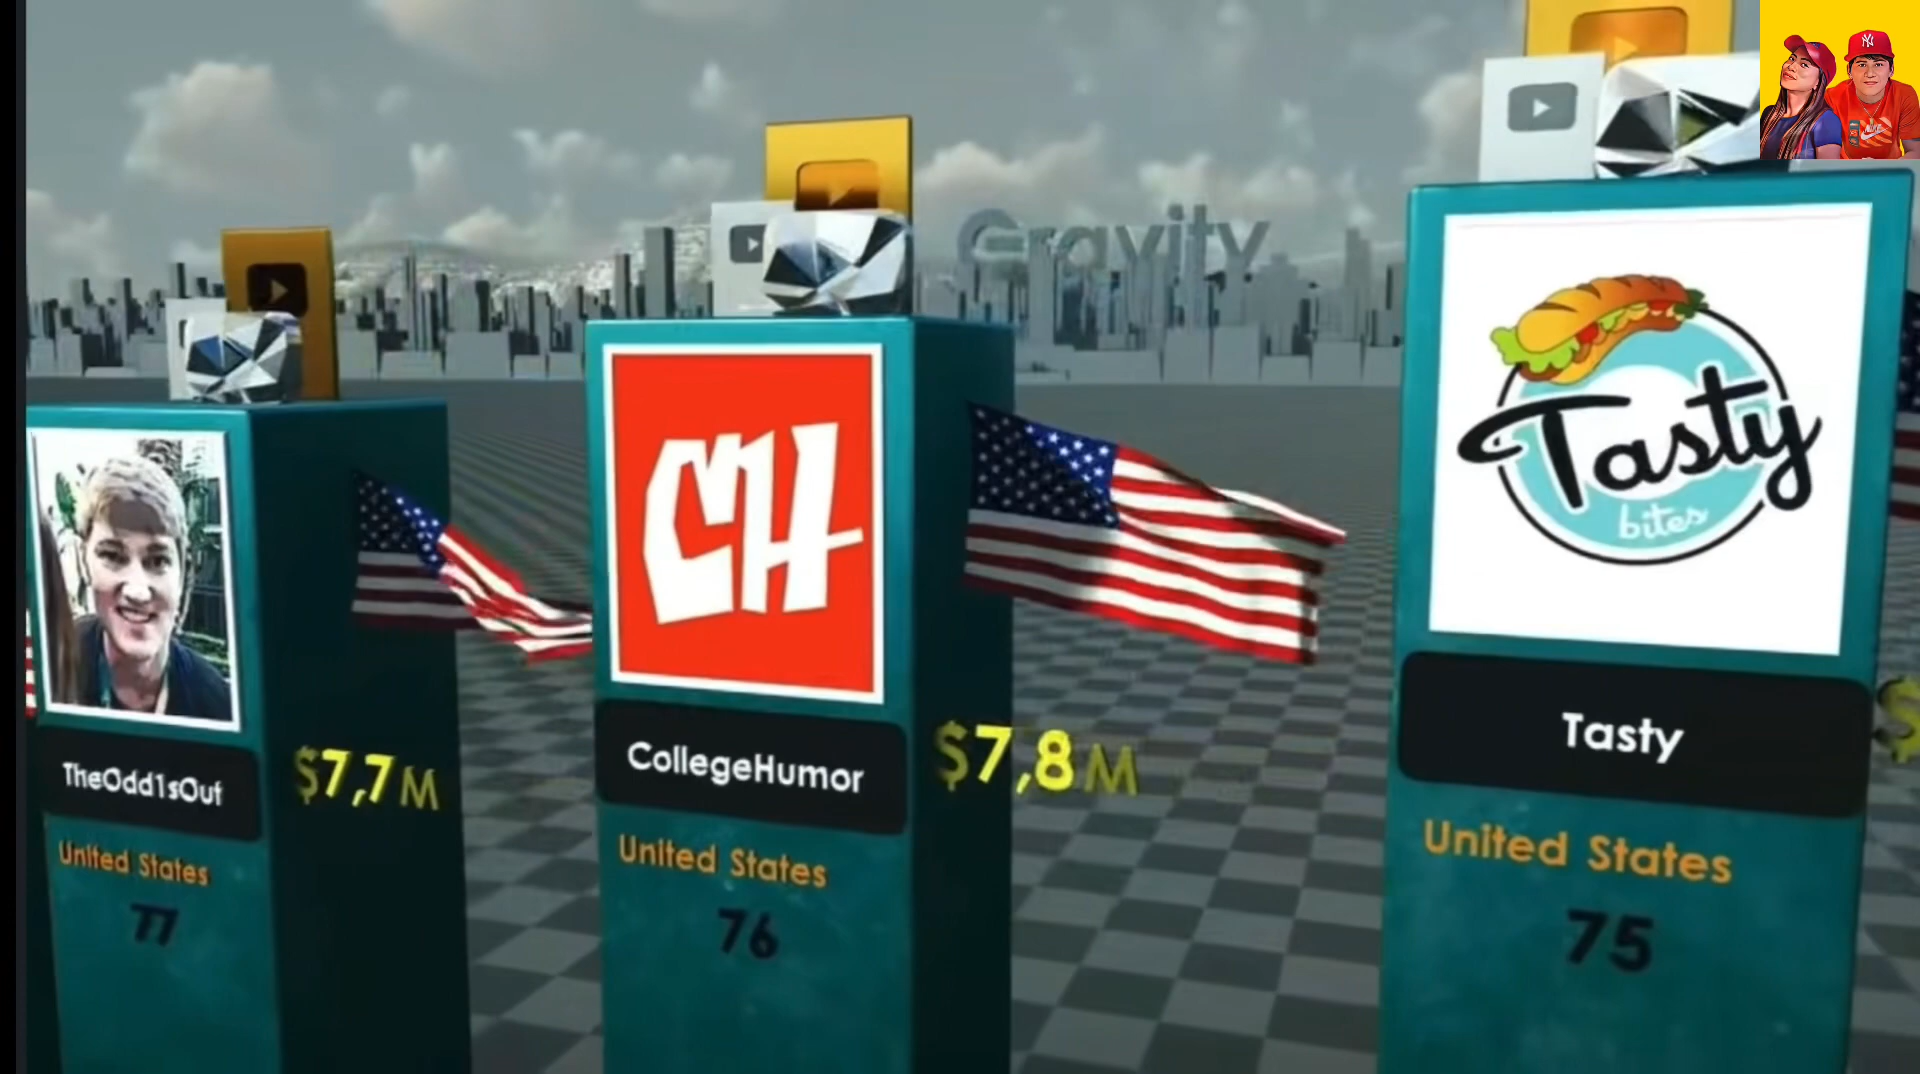 Gravity
TheOdd1sOut
$7,7M
United States
77
CH
CollegeHumor
$7,8M
United States
76
Tasty
bites
Tasty
$
United States
75
NY